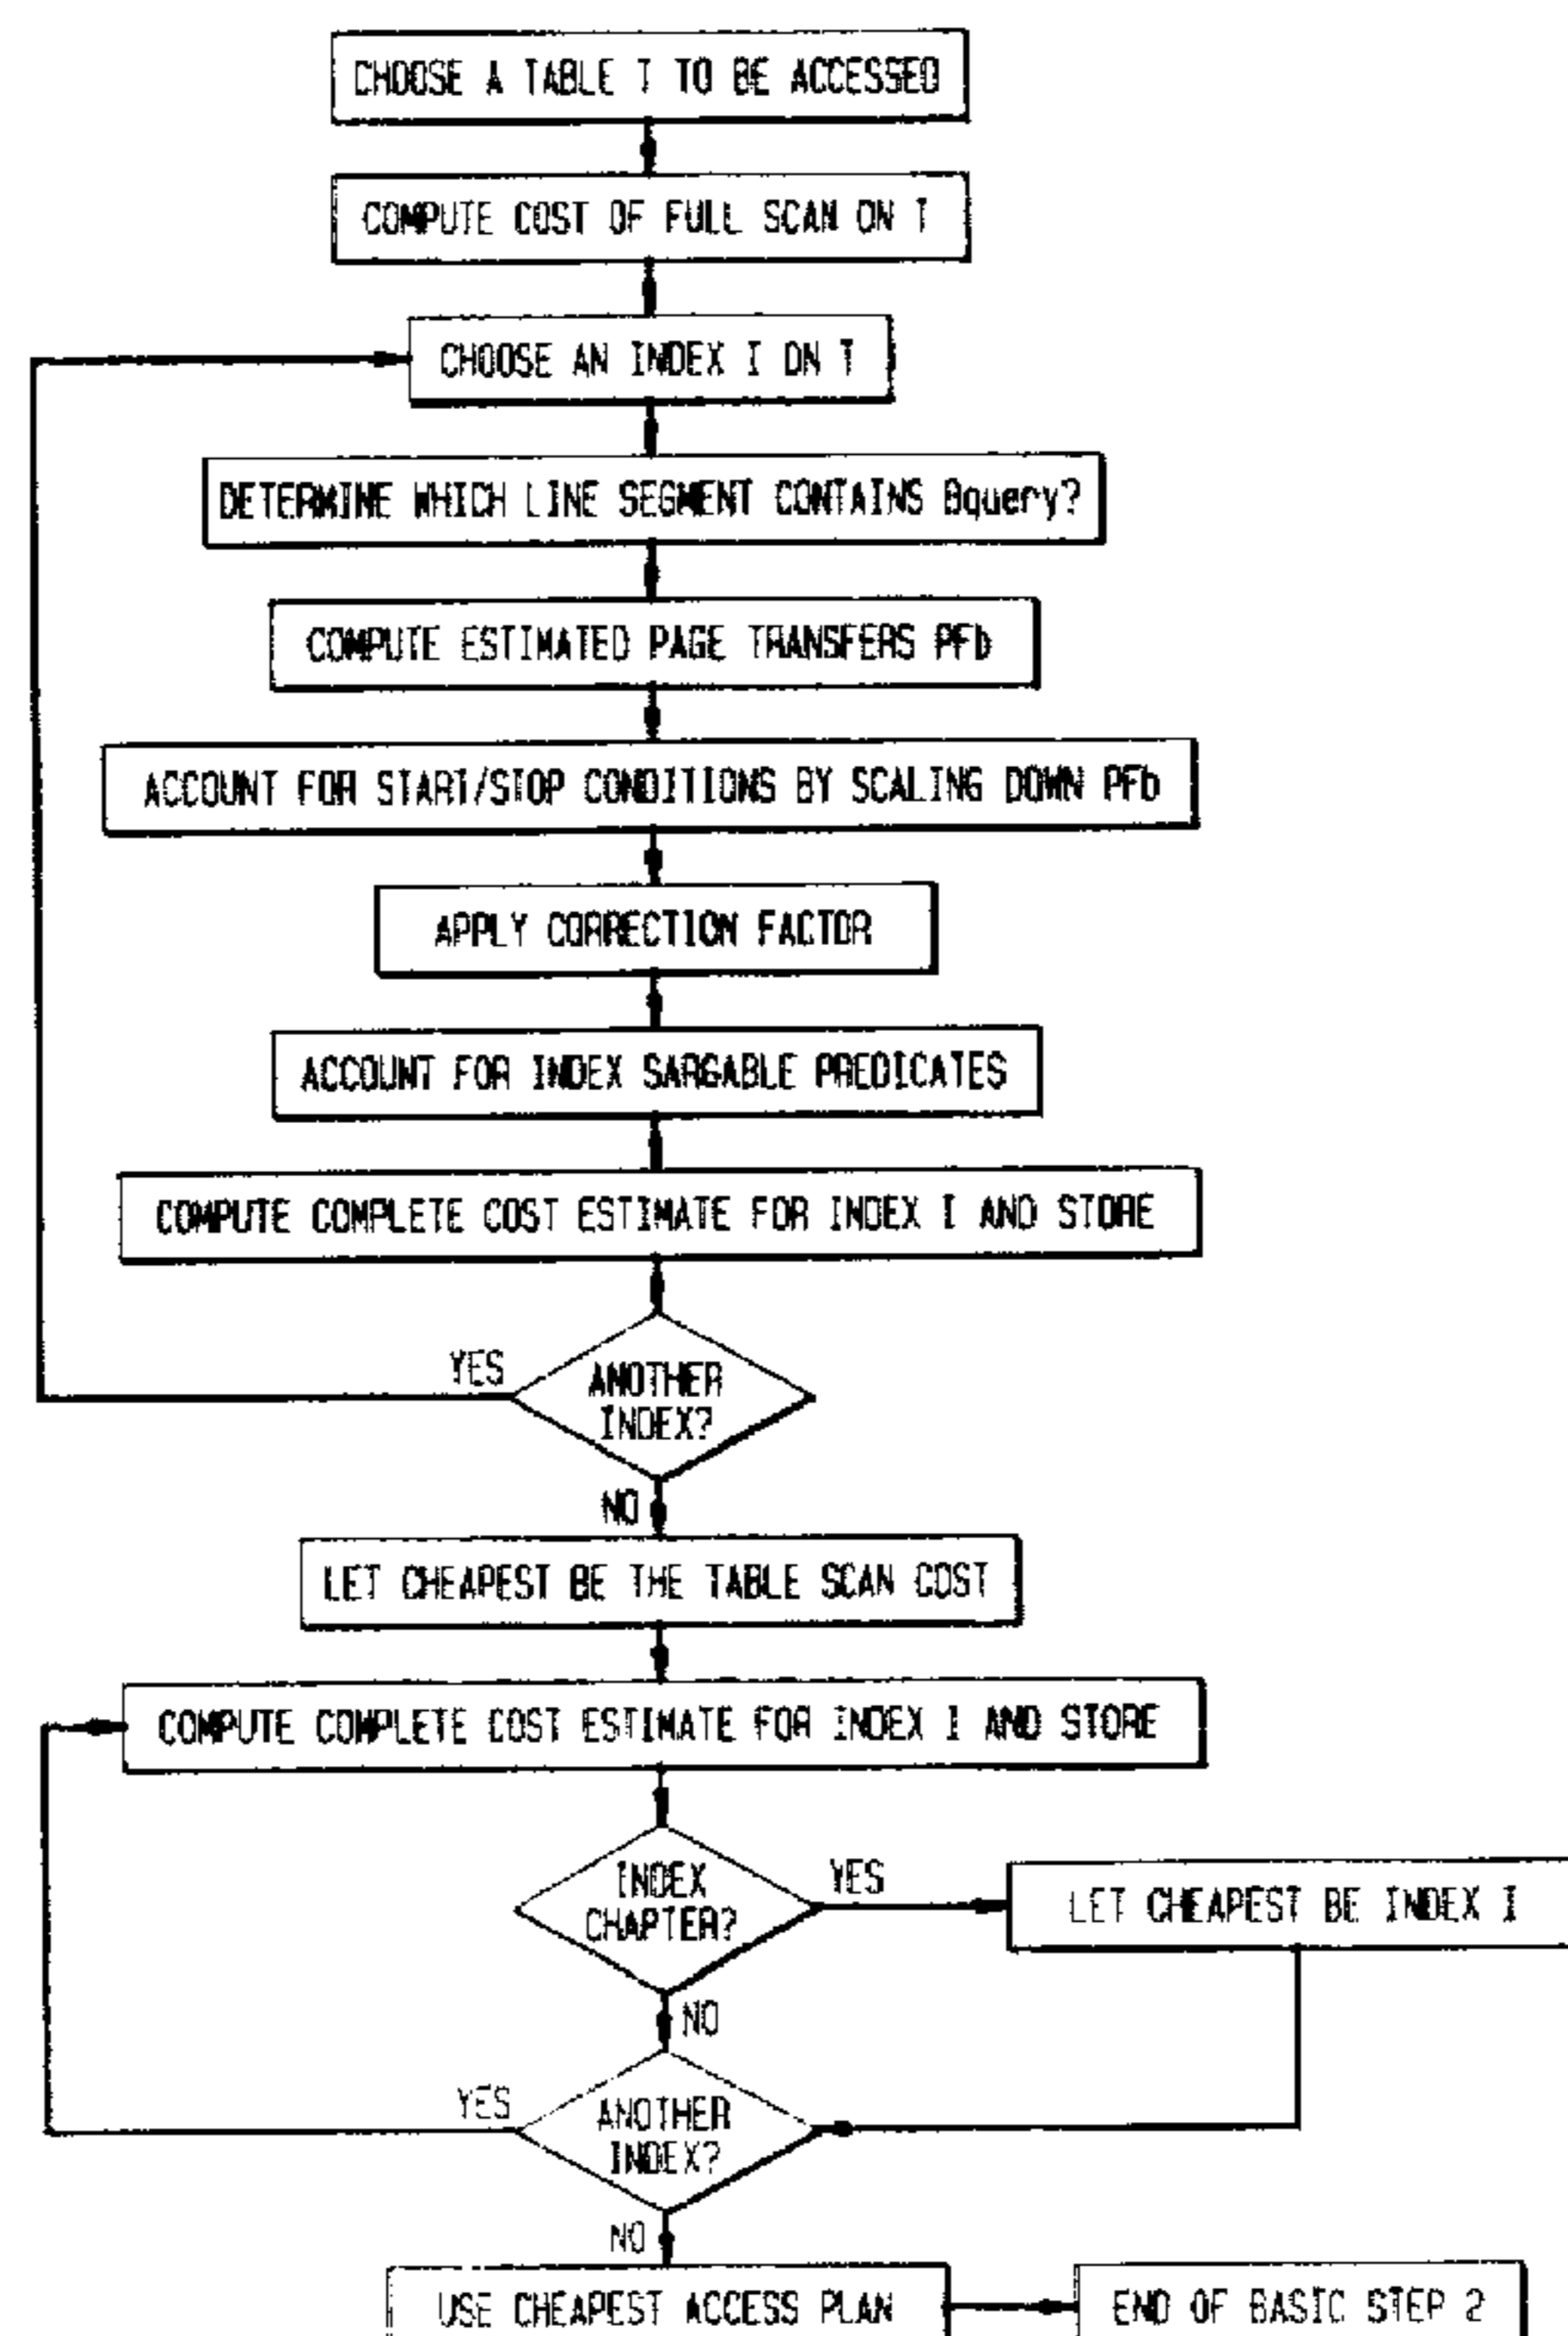 CHOOSE A TABLE T TO BE ACCESSED
COMPUTE COST OF FULL SCAN ON T
CHOOSE AN INDEX I ON T
DETERMINE WHICH LINE SEGMENT CONTAINS Bquery?
COMPUTE ESTIMATED PAGE TRANSFERS PFb
ACCOUNT FOR START/STOP CONDITIONS BY SCALING DOWN PFb
APPLY CORRECTION FACTOR
ACCOUNT FOR INDEX SARGABLE PREDICATES
COMPUTE COMPLETE COST ESTIMATE FOR INDEX I AND STORE
YES
ANOTHER
INDEX?
NO
LET CHEAPEST BE THE TABLE SCAN COST
COMPUTE COMPLETE COST ESTIMATE FOR INDEX I AND STORE
INDEX
CHAPTER?
YES
LET CHEAPEST BE INDEX I
NO
YES
ANOTHER
INDEX?
NO
USE CHEAPEST ACCESS PLAN
END OF BASIC STEP 2